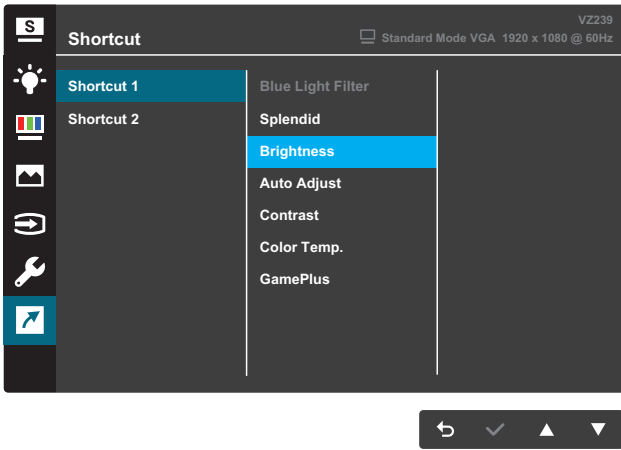 S
VZ239
Shortcut
Standard Mode VGA 1920 x 1080 @ 60Hz
Shortcut 1
Shortcut 2
Blue Light Filter
Splendid
Brightness
Auto Adjust
Contrast
Color Temp.
GamePlus